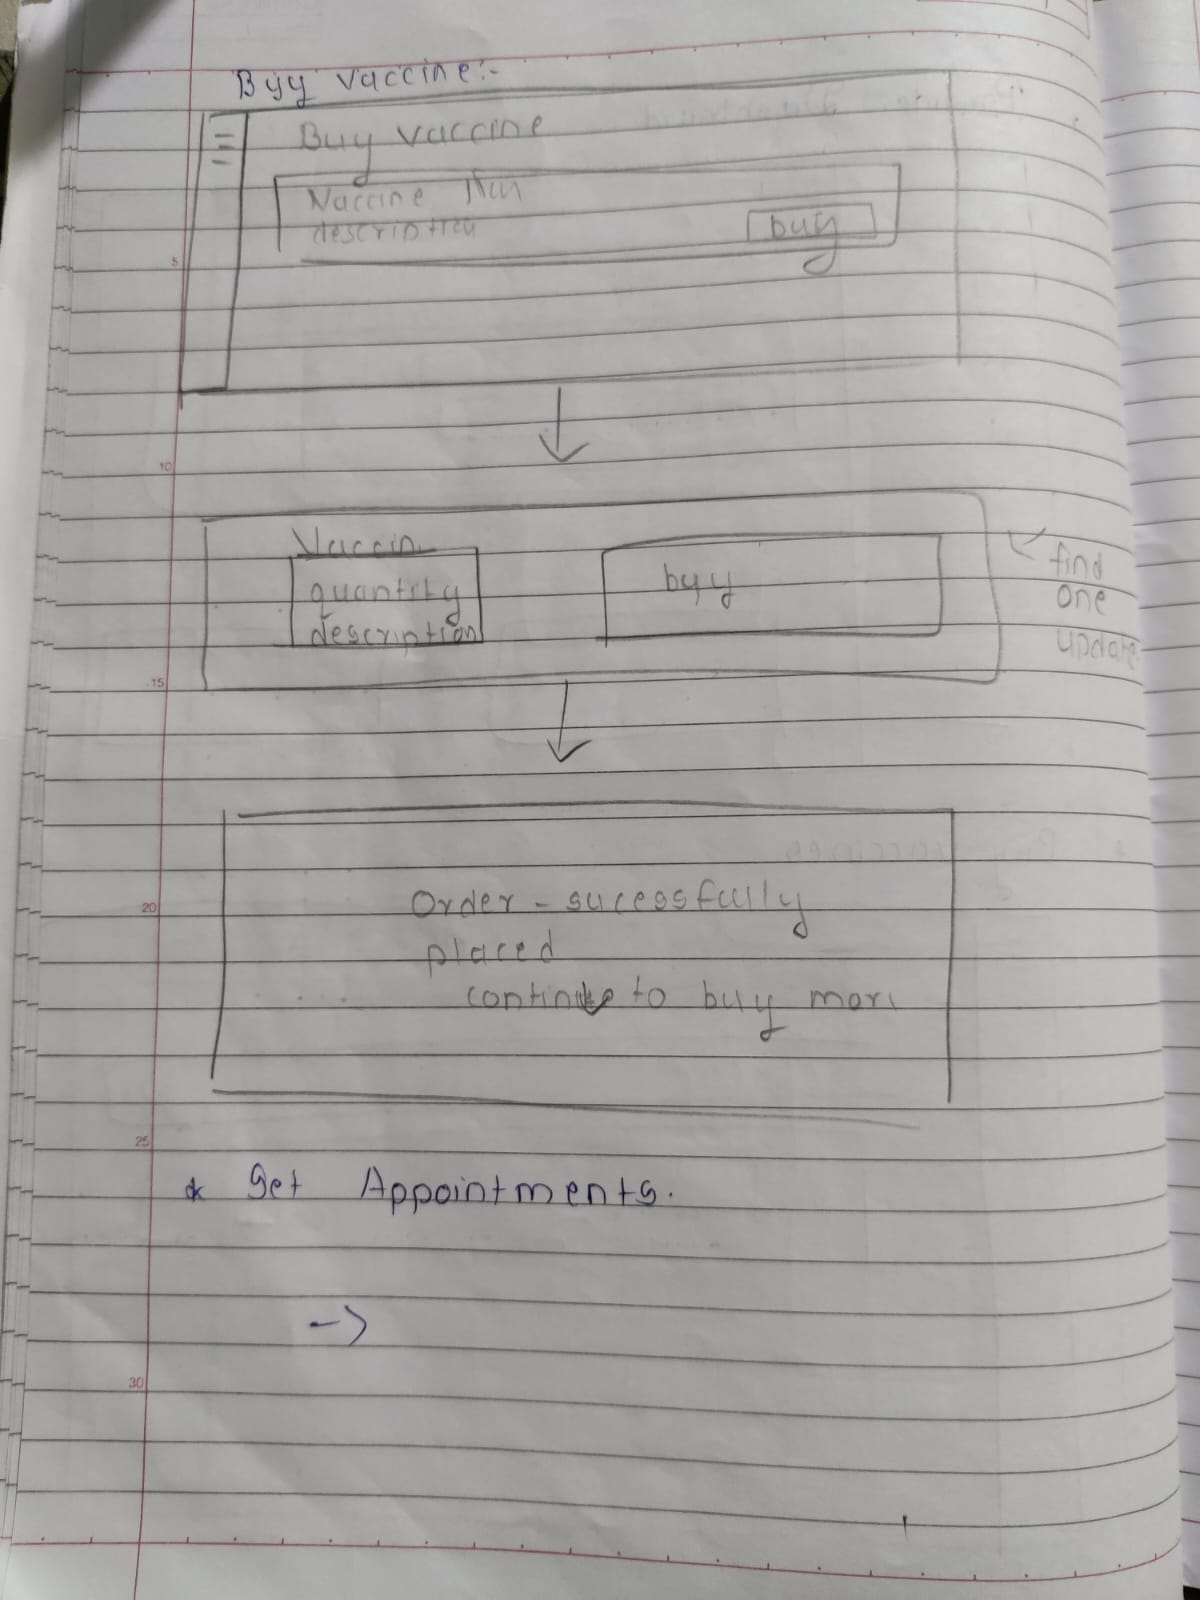 Buy vaccine:-
Buy vaccine
Vaccine
description
buy
Vaccin
quantity
description
buy
find
one
update
5
10
15
20
Order - sucessfully
placed
continue to buy more
25
* Get Appointments.
->
30